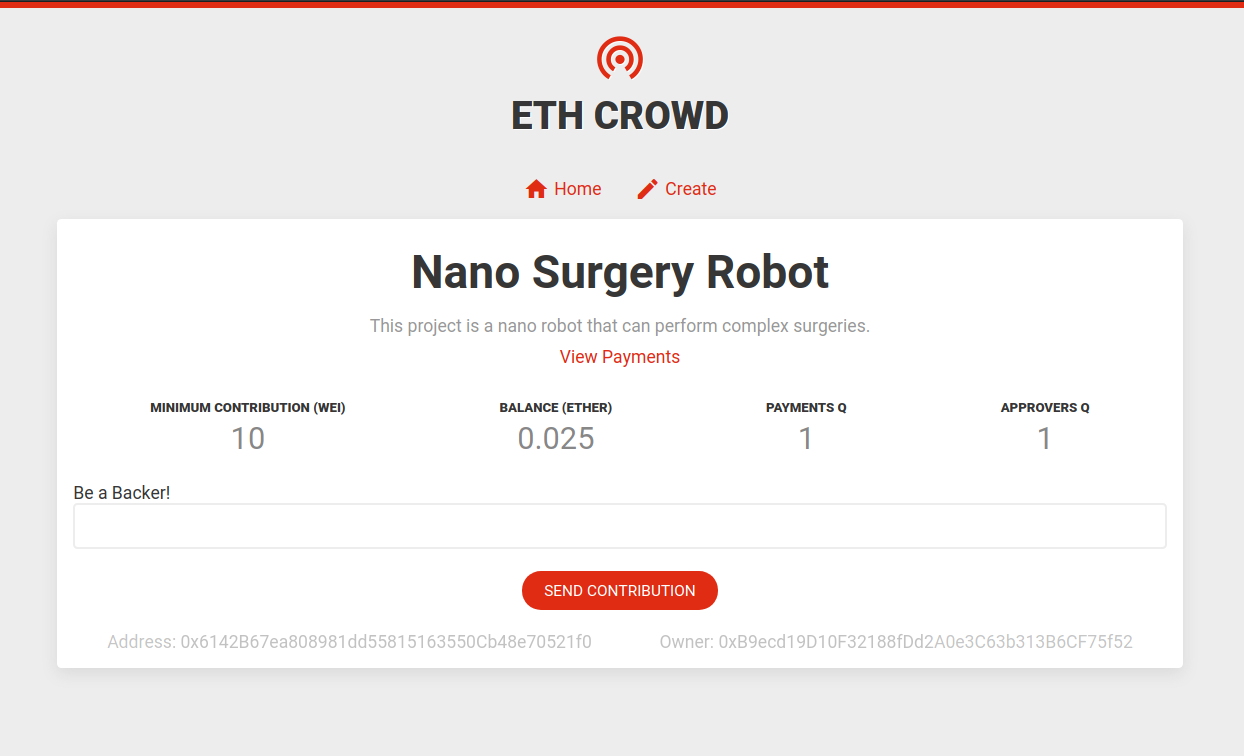 ETH CROWD
Home Create
Nano Surgery Robot
This project is a nano robot that can perform complex surgeries.
View Payments
MINIMUM CONTRIBUTION (WEI) BALANCE (ETHER) PAYMENTS Q APPROVERS Q
10 0.025 1 1
Be a Backer!
SEND CONTRIBUTION
Address: 0x6142B67ea808981dd55815163550Cb48e70521f0 Owner: 0xB9ecd19D10F32188fDd2A0e3C63b313B6CF75f52